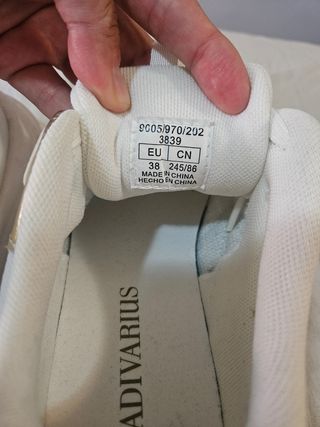 9005/970/202
3839
EU CN
38 245/86
MADE IN CHINA
HECHO EN CHINA
ADIVARIUS